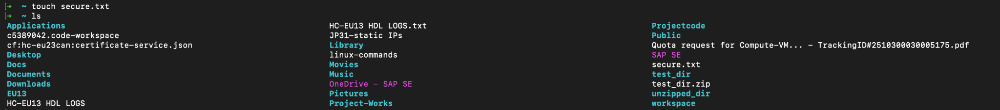 [➜  ~ touch secure.txt
[➜  ~ ls
Applications HC-EU13 HDL LOGS.txt Projectcode
c5389042.code-workspace JP31-static IPs Public
cf:hc-eu23can:certificate-service.json Library Quota request for Compute-VM... - TrackingID#2510300030005175.pdf
Desktop linux-commands SAP SE
Docs Movies secure.txt
Documents Music test_dir
Downloads OneDrive - SAP SE test_dir.zip
EU13 Pictures unzipped_dir
HC-EU13 HDL LOGS Project-Works workspace